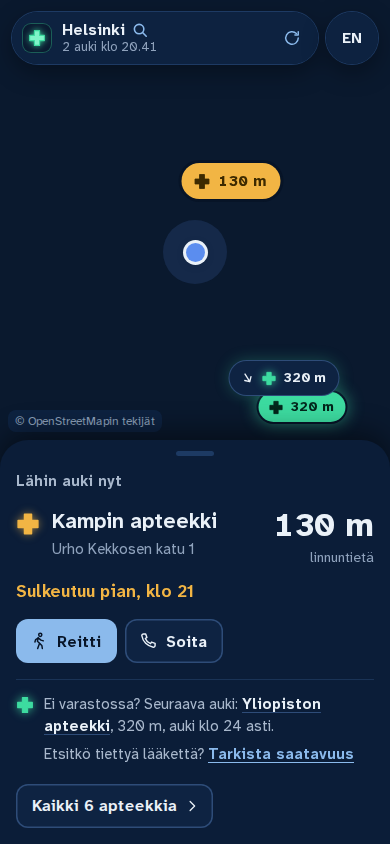 Helsinki
2 auki klo 20.41
EN
130 m
320 m
320 m
© OpenStreetMapin tekijät
Lähin auki nyt
Kampin apteekki
130 m
Urho Kekkosen katu 1
linnuntietä
Sulkeutuu pian, klo 21
Reitti
Soita
Ei varastossa? Seuraava auki: Yliopiston
apteekki, 320 m, auki klo 24 asti.
Etsitkö tiettyä lääkettä? Tarkista saatavuus
Kaikki 6 apteekkia